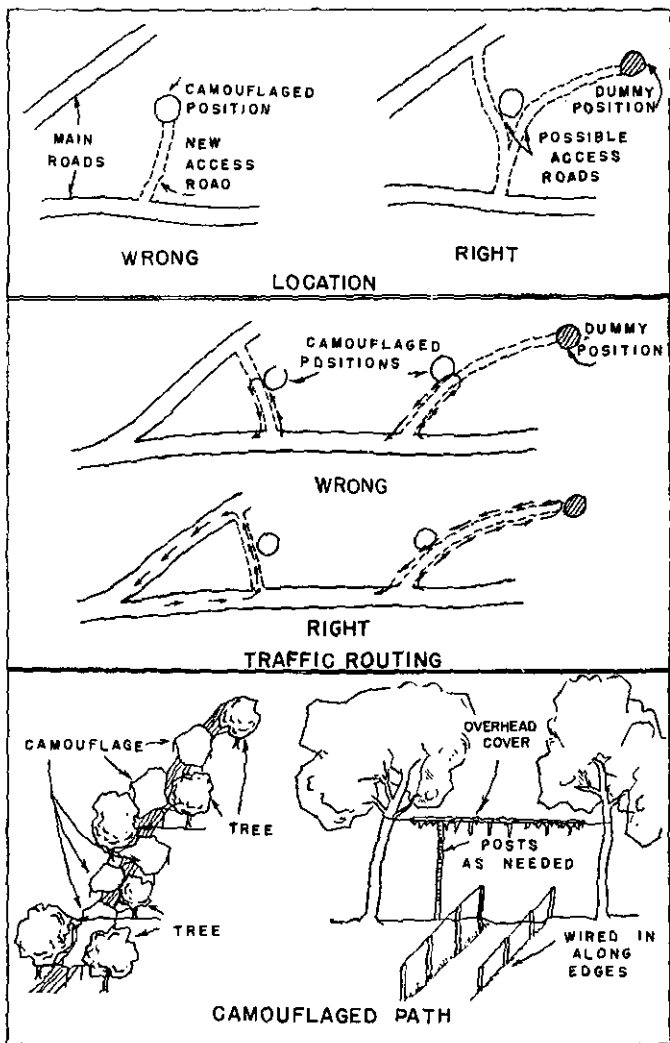 CAMOUFLAGED
POSITION
MAIN
ROADS
NEW
ACCESS
ROAD
WRONG
DUMMY
POSITION
POSSIBLE
ACCESS
ROADS
RIGHT
LOCATION
CAMOUFLAGED
POSITIONS
DUMMY
POSITION
WRONG
RIGHT
TRAFFIC ROUTING
CAMOUFLAGE
TREE
TREE
OVERHEAD
COVER
POSTS
AS NEEDED
WIRED IN
ALONG
EDGES
CAMOUFLAGED PATH